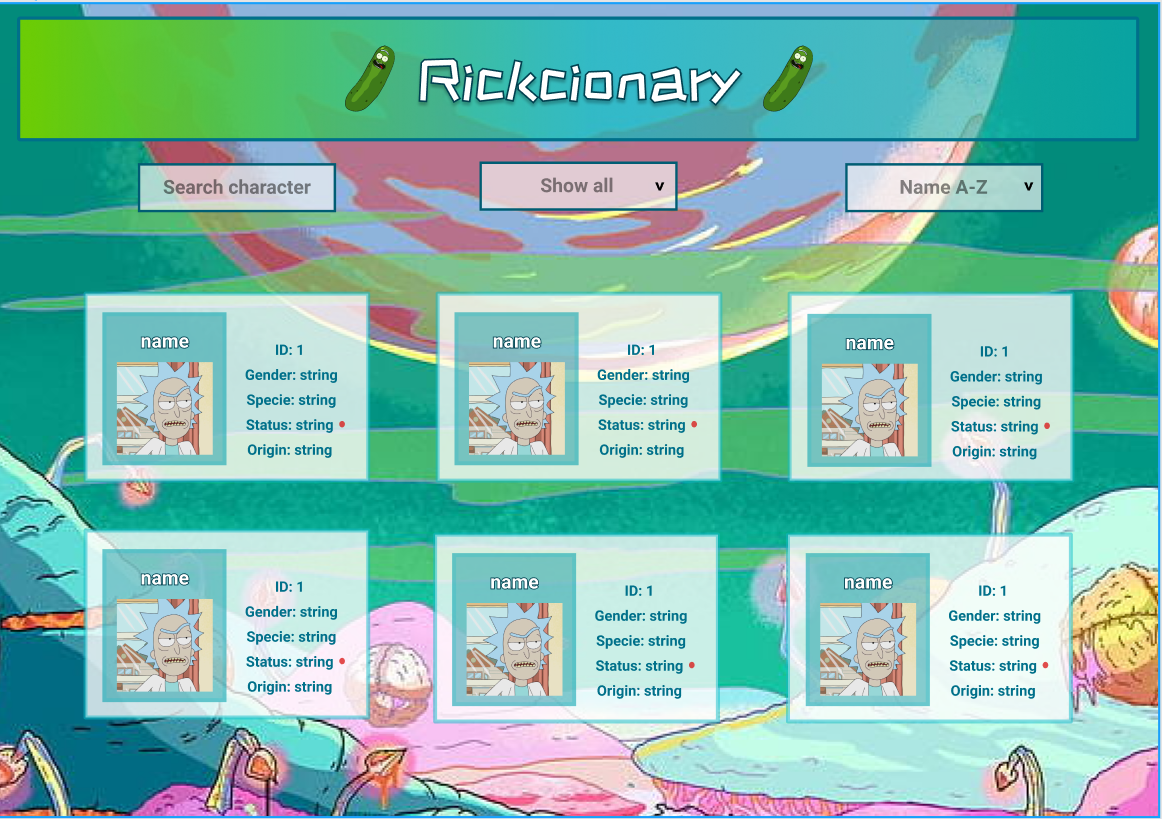 Rickcionary
Search character
Show all v
Name A-Z v
name
ID: 1
Gender: string
Specie: string
Status: string
Origin: string
name
ID: 1
Gender: string
Specie: string
Status: string
Origin: string
name
ID: 1
Gender: string
Specie: string
Status: string
Origin: string
name
ID: 1
Gender: string
Specie: string
Status: string
Origin: string
name
ID: 1
Gender: string
Specie: string
Status: string
Origin: string
name
ID: 1
Gender: string
Specie: string
Status: string
Origin: string